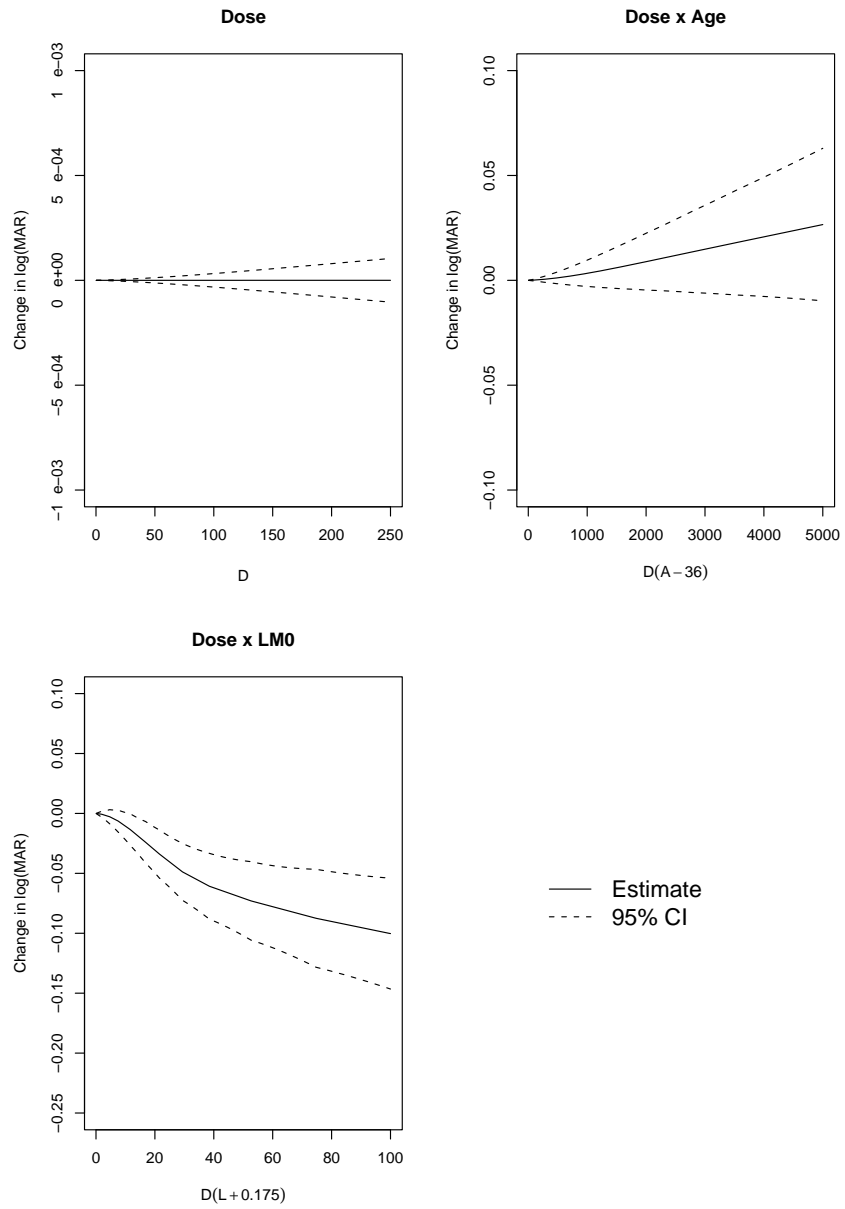 Dose
Change in log(MAR)
1 e−03
5 e−04
0 e+00
−5 e−04
−1 e−03
0 50 100 150 200 250
D
Dose x Age
Change in log(MAR)
0.10
0.05
0.00
−0.05
−0.10
0 1000 2000 3000 4000 5000
D(A−36)
Dose x LM0
Change in log(MAR)
0.10
0.05
0.00
−0.05
−0.10
−0.15
−0.20
−0.25
0 20 40 60 80 100
D(L+0.175)
Estimate
95% CI